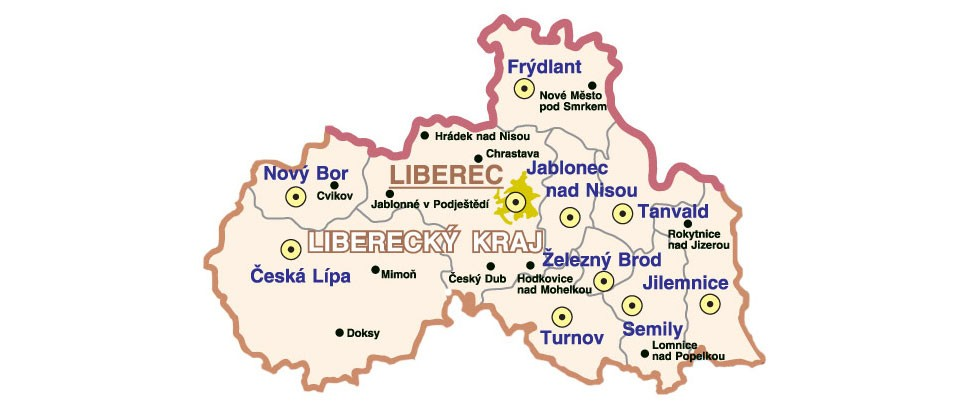 Frýdlant
Nové Město
pod Smrkem
Hrádek nad Nisou
Chrastava
LIBEREC
Jablonec
nad Nisou
Nový Bor
Cvikov
Jablonné v Podještědí
Tanvald
Rokytnice
nad Jizerou
LIBERECKÝ KRAJ
Česká Lípa
Mimoň
Český Dub
Hodkovice
nad Mohelkou
Železný Brod
Jilemnice
Doksy
Turnov
Semily
Lomnice
nad Popelkou